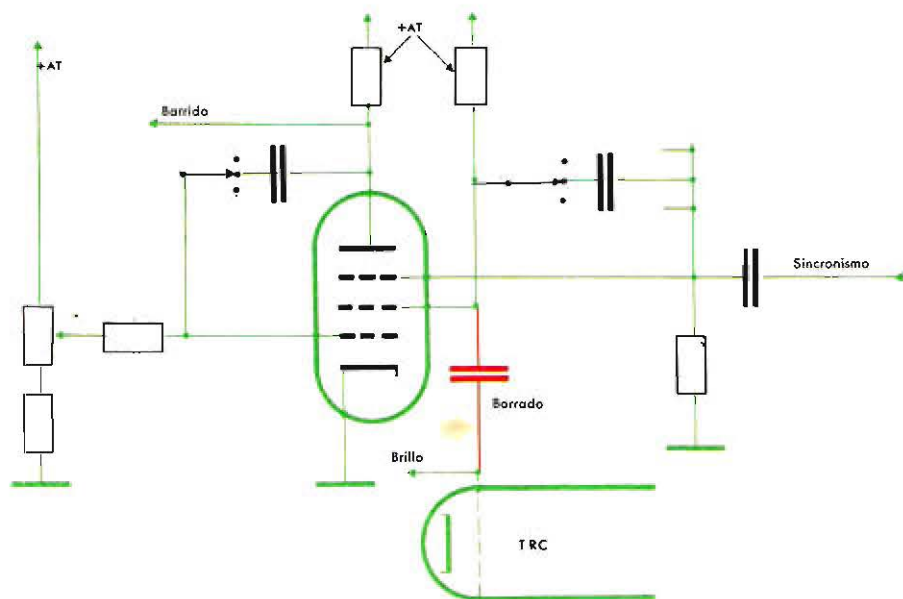 +AT
+AT
Barrido
Sincronismo
Borrado
Brillo
TRC